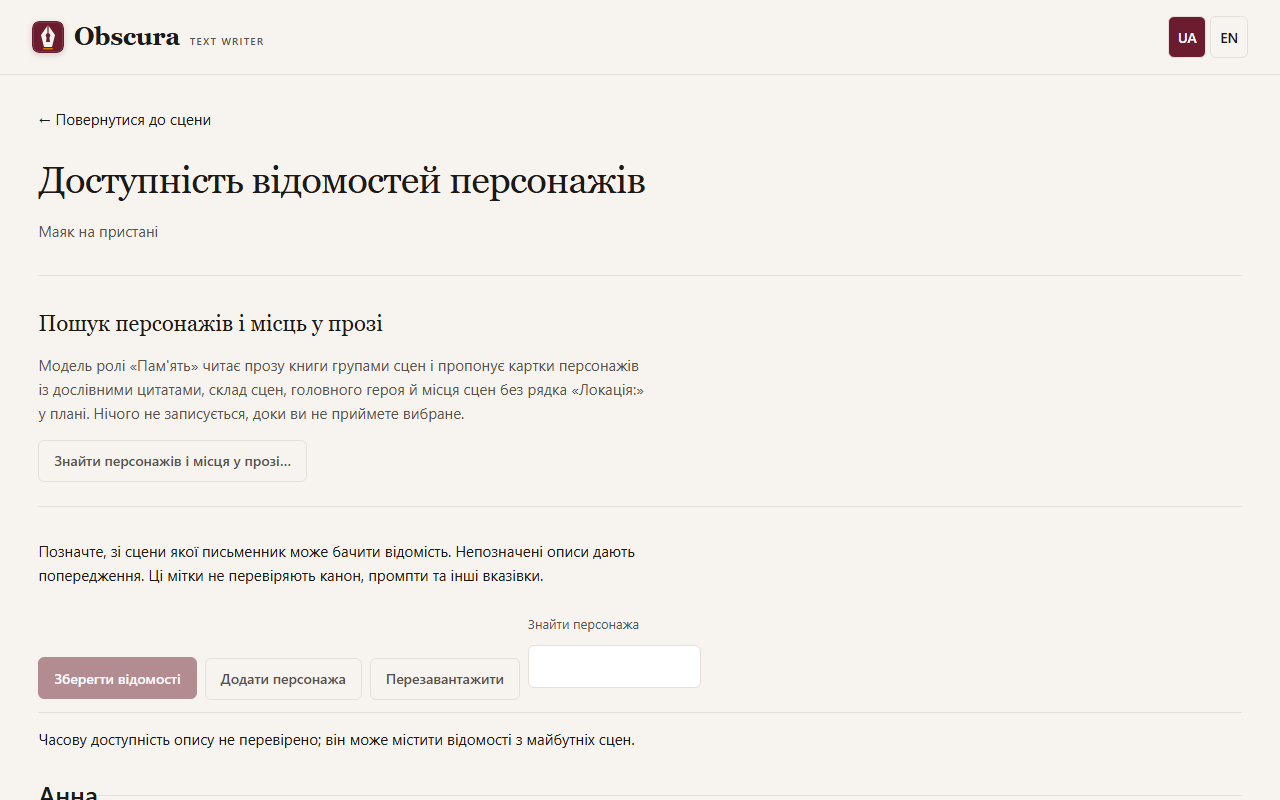 Obscura TEXT WRITER
UA EN
← Повернутися до сцени
Доступність відомостей персонажів
Маяк на пристані
Пошук персонажів і місць у прозі
Модель ролі «Пам'ять» читає прозу книги групами сцен і пропонує картки персонажів
із дослівними цитатами, склад сцен, головного героя й місця сцен без рядка «Локація:»
у плані. Нічого не записується, доки ви не приймете вибране.
Знайти персонажів і місця у прозі...
Позначте, зі сцени якої письменник може бачити відомість. Непозначені описи дають
попередження. Ці мітки не перевіряють канон, промпти та інші вказівки.
Знайти персонажа
Зберегти відомості Додати персонажа Перезавантажити
Часову доступність опису не перевірено; він може містити відомості з майбутніх сцен.
Анна